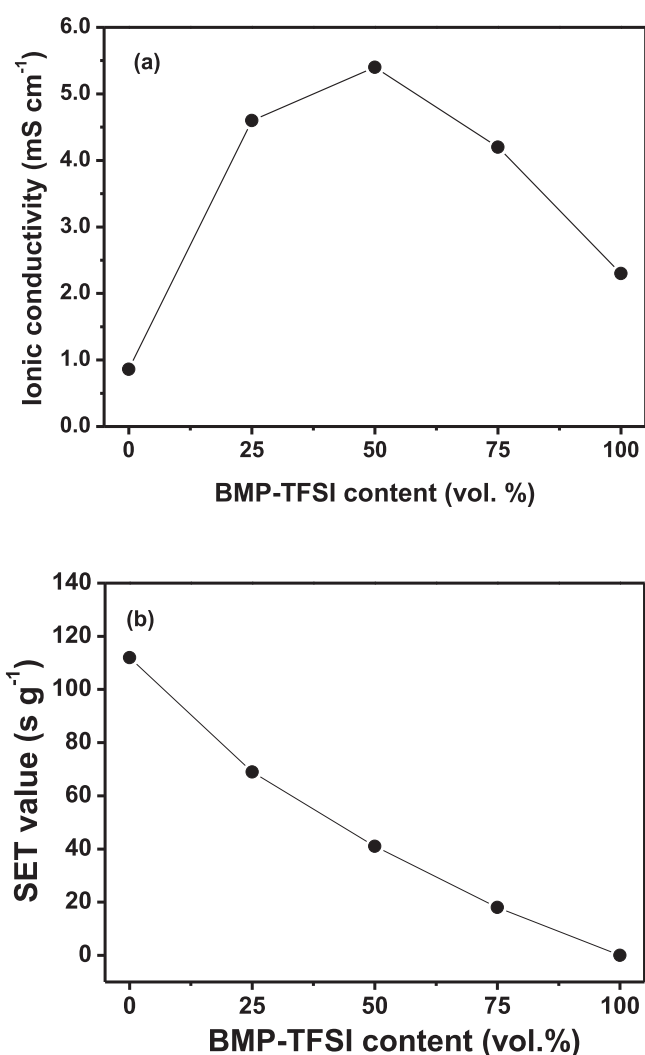 (a)
Ionic conductivity (mS cm⁻¹)
6.0
5.0
4.0
3.0
2.0
1.0
0.0
0 25 50 75 100
BMP-TFSI content (vol. %)
(b)
SET value (s g⁻¹)
140
120
100
80
60
40
20
0
0 25 50 75 100
BMP-TFSI content (vol.%)